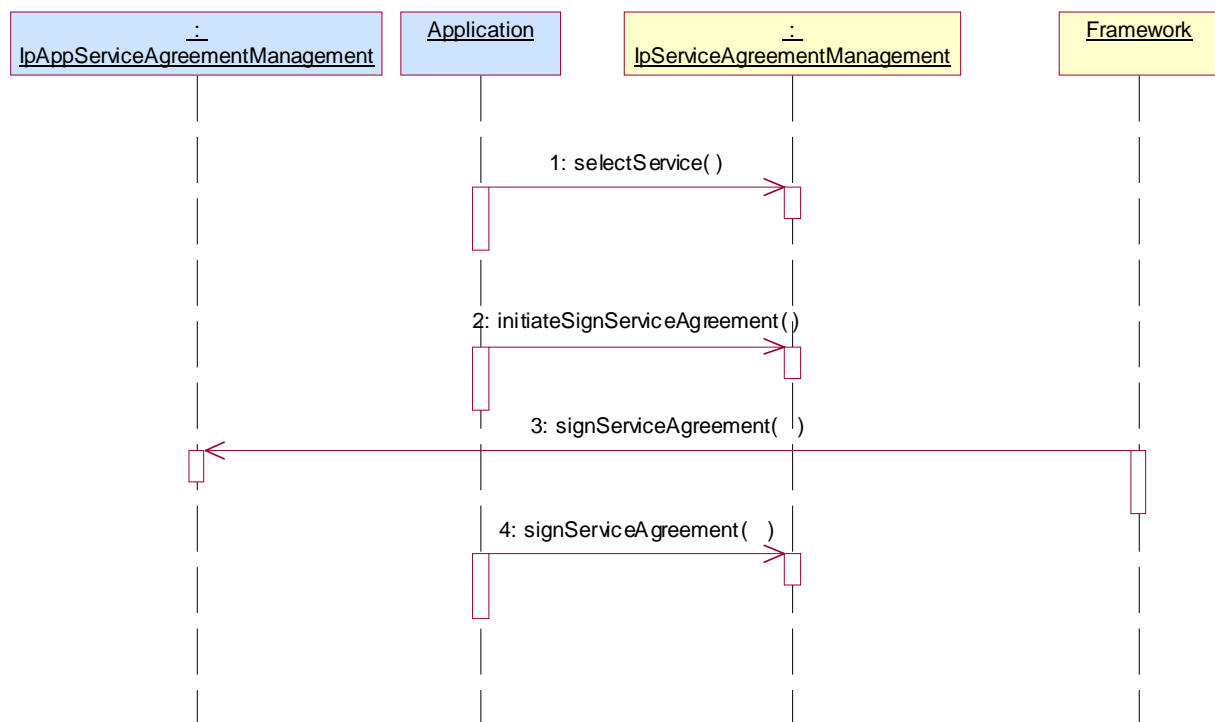 :
IpAppServiceAgreementManagement
Application
:
IpServiceAgreementManagement
Framework
1: selectService( )
2: initiateSignServiceAgreement( )
3: signServiceAgreement( )
4: signServiceAgreement( )